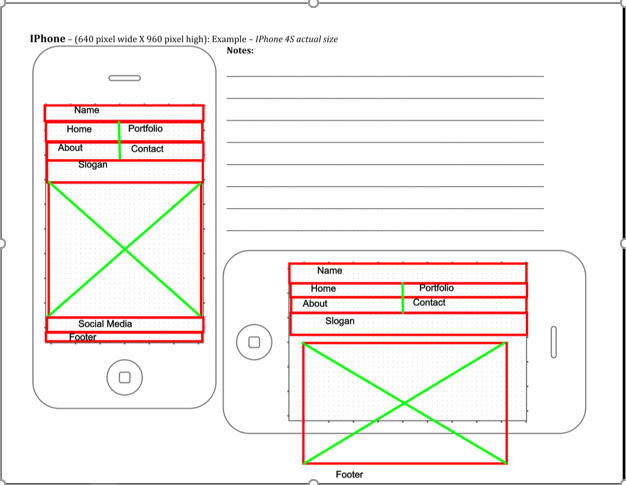 IPhone – (640 pixel wide X 960 pixel high): Example – IPhone 4S actual size
Notes:
Name
Home Portfolio
About Contact
Slogan
Social Media
Footer
Name
Home Portfolio
About Contact
Slogan
Footer